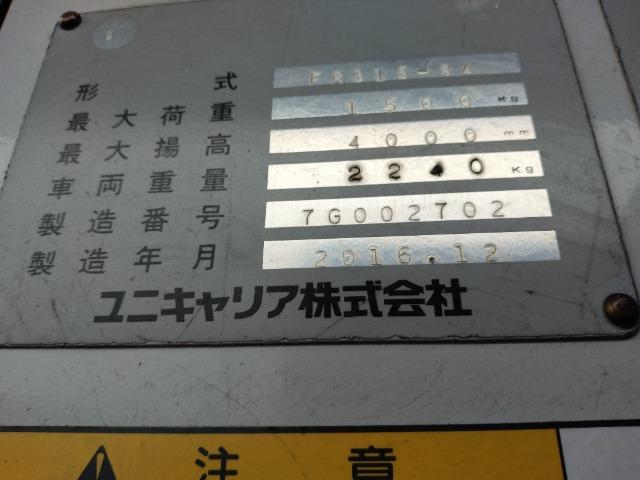 形式
最大荷重 1500 Kg
最大揚高 4000 mm
車両重量 2240 Kg
製造番号 7G002702
製造年月 2016.12
ユニキャリア株式会社
注意